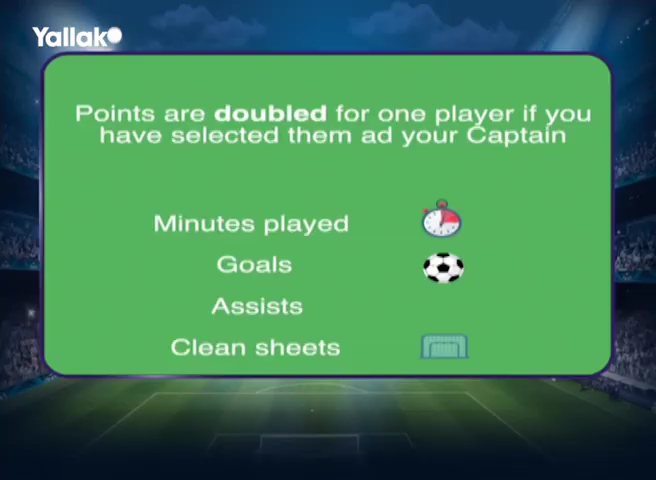 Yallak
Points are doubled for one player if you
have selected them ad your Captain
Minutes played
Goals
Assists
Clean sheets